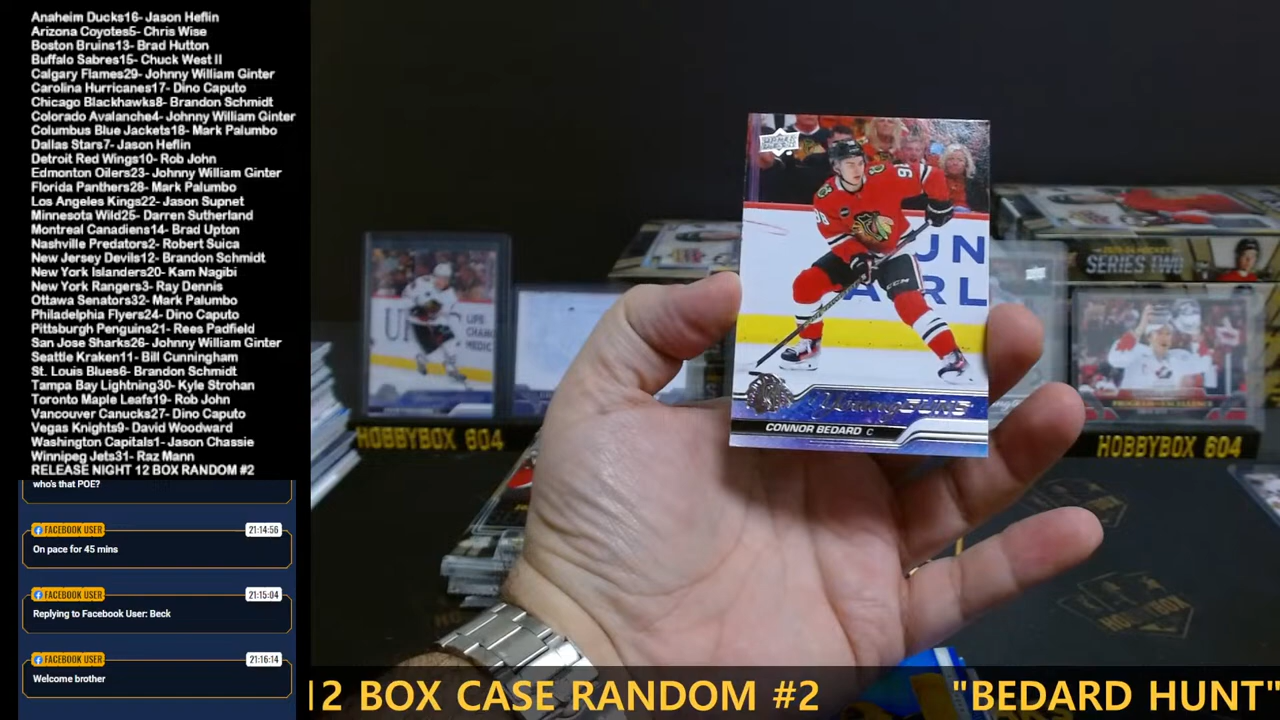 Anaheim Ducks16- Jason Heflin
Arizona Coyotes5- Chris Wise
Boston Bruins13- Brad Hutton
Buffalo Sabres15- Chuck West II
Calgary Flames29- Johnny William Ginter
Carolina Hurricanes17- Dino Caputo
Chicago Blackhawks8- Brandon Schmidt
Colorado Avalanche4- Johnny William Ginter
Columbus Blue Jackets18- Mark Palumbo
Dallas Stars7- Jason Heflin
Detroit Red Wings10- Rob John
Edmonton Oilers23- Johnny William Ginter
Florida Panthers28- Mark Palumbo
Los Angeles Kings22- Jason Supnet
Minnesota Wild25- Darren Sutherland
Montreal Canadiens14- Brad Upton
Nashville Predators2- Robert Suica
New Jersey Devils12- Brandon Schmidt
New York Islanders20- Kam Nagibi
New York Rangers3- Ray Dennis
Ottawa Senators32- Mark Palumbo
Philadelphia Flyers24- Dino Caputo
Pittsburgh Penguins21- Rees Padfield
San Jose Sharks26- Johnny William Ginter
Seattle Kraken11- Bill Cunningham
St. Louis Blues6- Brandon Schmidt
Tampa Bay Lightning30- Kyle Strohan
Toronto Maple Leafs19- Rob John
Vancouver Canucks27- Dino Caputo
Vegas Knights9- David Woodward
Washington Capitals1- Jason Chassie
Winnipeg Jets31- Raz Mann
RELEASE NIGHT 12 BOX RANDOM #2
who's that POE?
FACEBOOK USER 21:14:56
On pace for 45 mins
FACEBOOK USER 21:15:04
Replying to Facebook User: Beck
FACEBOOK USER 21:16:14
Welcome brother
UPPER DECK
98
Young GUNS
CONNOR BEDARD C
SERIES TWO
PROGRAM OF EXCELLENCE
HOBBYBOX 604
HOBBYBOX 604
12 BOX CASE RANDOM #2 "BEDARD HUNT"